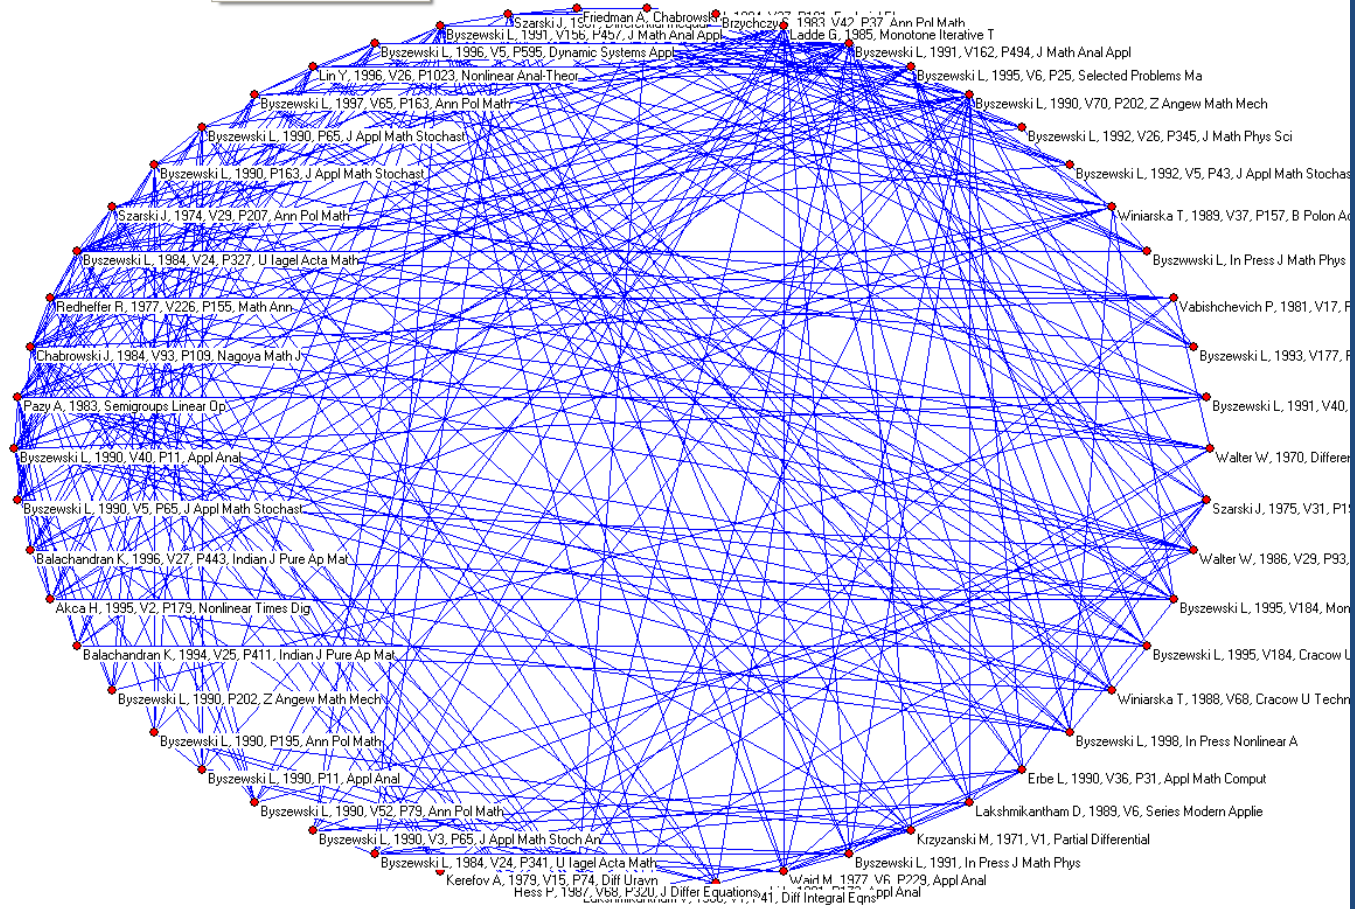 Friedman A, Chabrowski
Szarski J,
Brzychczy S, 1983, V42, P37, Ann Pol Math
Byszewski L, 1991, V156, P457, J Math Anal Appl
Ladde G, 1985, Monotone Iterative T
Byszewski L, 1996, V5, P595, Dynamic Systems Appl
Byszewski L, 1991, V162, P494, J Math Anal Appl
Lin Y, 1996, V26, P1023, Nonlinear Anal-Theor
Byszewski L, 1995, V6, P25, Selected Problems Ma
Byszewski L, 1997, V65, P163, Ann Pol Math
Byszewski L, 1990, V70, P202, Z Angew Math Mech
Byszewski L, 1990, P65, J Appl Math Stochast
Byszewski L, 1992, V26, P345, J Math Phys Sci
Byszewski L, 1990, P163, J Appl Math Stochast
Byszewski L, 1992, V5, P43, J Appl Math Stochas
Szarski J, 1974, V29, P207, Ann Pol Math
Winiarska T, 1989, V37, P157, B Polon Ac
Byszewski L, 1984, V24, P327, U Iagel Acta Math
Byszwwski L, In Press J Math Phys
Redheffer R, 1977, V226, P155, Math Ann
Vabishchevich P, 1981, V17,
Chabrowski J, 1984, V93, P109, Nagoya Math J
Byszewski L, 1993, V177,
Pazy A, 1983, Semigroups Linear Op
Byszewski L, 1991, V40,
Byszewski L, 1990, V40, P11, Appl Anal
Walter W, 1970, Differer
Byszewski L, 1990, V5, P65, J Appl Math Stochast
Szarski J, 1975, V31,
Balachandran K, 1996, V27, P443, Indian J Pure Ap Mat
Walter W, 1986, V29, P93,
Akca H, 1995, V2, P179, Nonlinear Times Dig
Byszewski L, 1995, V184, Mon
Balachandran K, 1994, V25, P411, Indian J Pure Ap Mat
Byszewski L, 1995, V184, Cracow U
Byszewski L, 1990, P202, Z Angew Math Mech
Winiarska T, 1988, V68, Cracow U Techn
Byszewski L, 1990, P195, Ann Pol Math
Byszewski L, 1998, In Press Nonlinear A
Byszewski L, 1990, P11, Appl Anal
Erbe L, 1990, V36, P31, Appl Math Comput
Byszewski L, 1990, V52, P79, Ann Pol Math
Lakshmikantham D, 1989, V6, Series Modern Applie
Byszewski L, 1990, V3, P65, J Appl Math Stoch An
Krzyzanski M, 1971, V1, Partial Differential
Byszewski L, 1984, V24, P341, U Iagel Acta Math
Byszewski L, 1991, In Press J Math Phys
Kerefov A, 1979, V15, P74, Diff Uravn
Wajd M, 1977, V6, P229, Appl Anal
Hess P, 1987, V68, P320, J Differ Equations
Appl Anal
Diff Integral Eqns